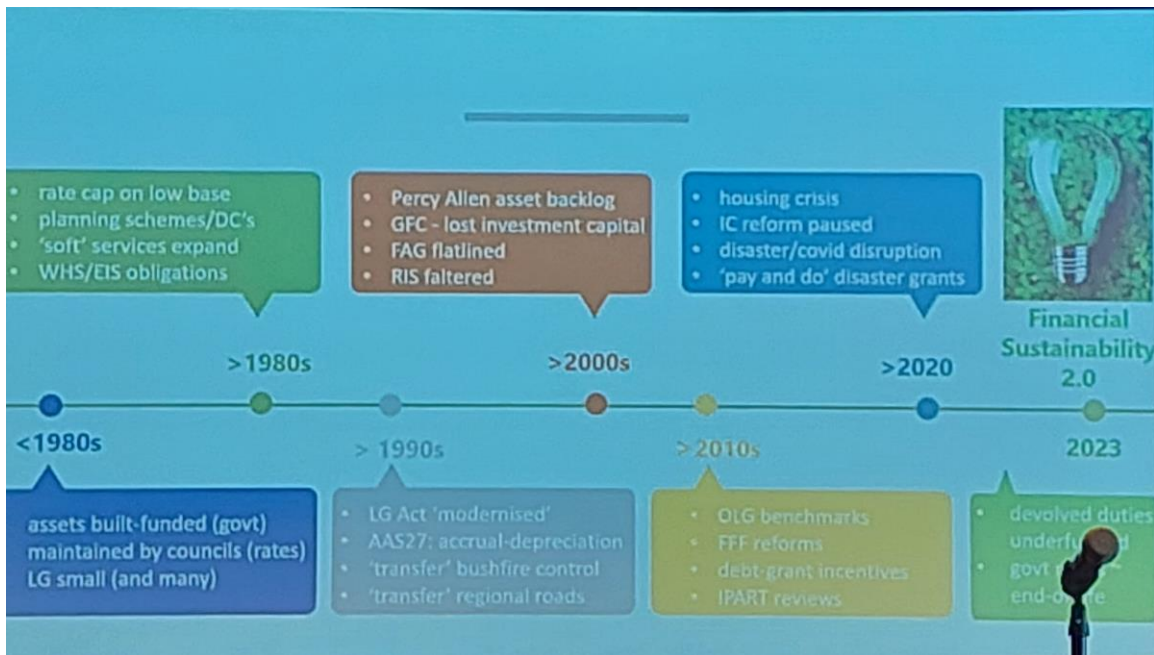 • rate cap on low base
• planning schemes/DC's
• 'soft' services expand
• WHS/EIS obligations
>1980s
• Percy Allen asset backlog
• GFC - lost investment capital
• FAG flatlined
• RIS faltered
>2000s
• housing crisis
• IC reform paused
• disaster/covid disruption
• 'pay and do' disaster grants
>2020
Financial
Sustainability
2.0
<1980s
assets built-funded (govt)
maintained by councils (rates)
LG small (and many)
> 1990s
• LG Act 'modernised'
• AAS27: accrual-depreciation
• 'transfer' bushfire control
• 'transfer' regional roads
>2010s
• OLG benchmarks
• FFF reforms
• debt-grant incentives
• IPART reviews
2023
• devolved duties
• govt